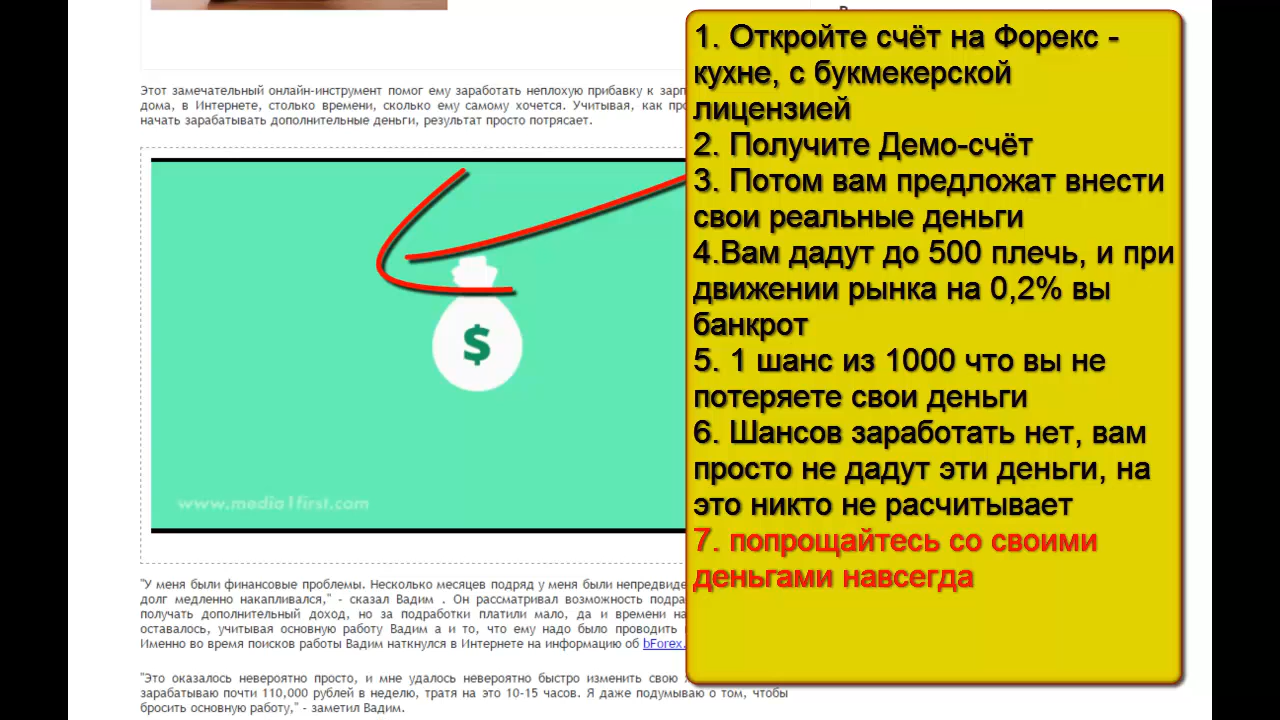 Этот замечательный онлайн-инструмент помог ему заработать неплохую прибавку к
дома, в Интернете, столько времени, сколько ему самому хочется. Учитывая, как
начать зарабатывать дополнительные деньги, результат просто потрясает.
$
www.media1first.com
"У меня были финансовые проблемы. Несколько месяцев подряд у меня были
долг медленно накапливался," - сказал Вадим . Он рассматривал возможность
получать дополнительный доход, но за подработки платили мало, да и времени
оставалось, учитывая основную работу Вадим а и то, что ему надо было проводить
Именно во время поисков работы Вадим наткнулся в Интернете на информацию об bForex.
"Это оказалось невероятно просто, и мне удалось невероятно быстро изменить свою
зарабатываю почти 110,000 рублей в неделю, тратя на это 10-15 часов. Я даже подумываю о том, чтобы
бросить основную работу," - заметил Вадим.
1. Откройте счёт на Форекс -
кухне, с букмекерской
лицензией
2. Получите Демо-счёт
3. Потом вам предложат внести
свои реальные деньги
4.Вам дадут до 500 плечь, и при
движении рынка на 0,2% вы
банкрот
5. 1 шанс из 1000 что вы не
потеряете свои деньги
6. Шансов заработать нет, вам
просто не дадут эти деньги, на
это никто не расчитывает
7. попрощайтесь со своими
деньгами навсегда